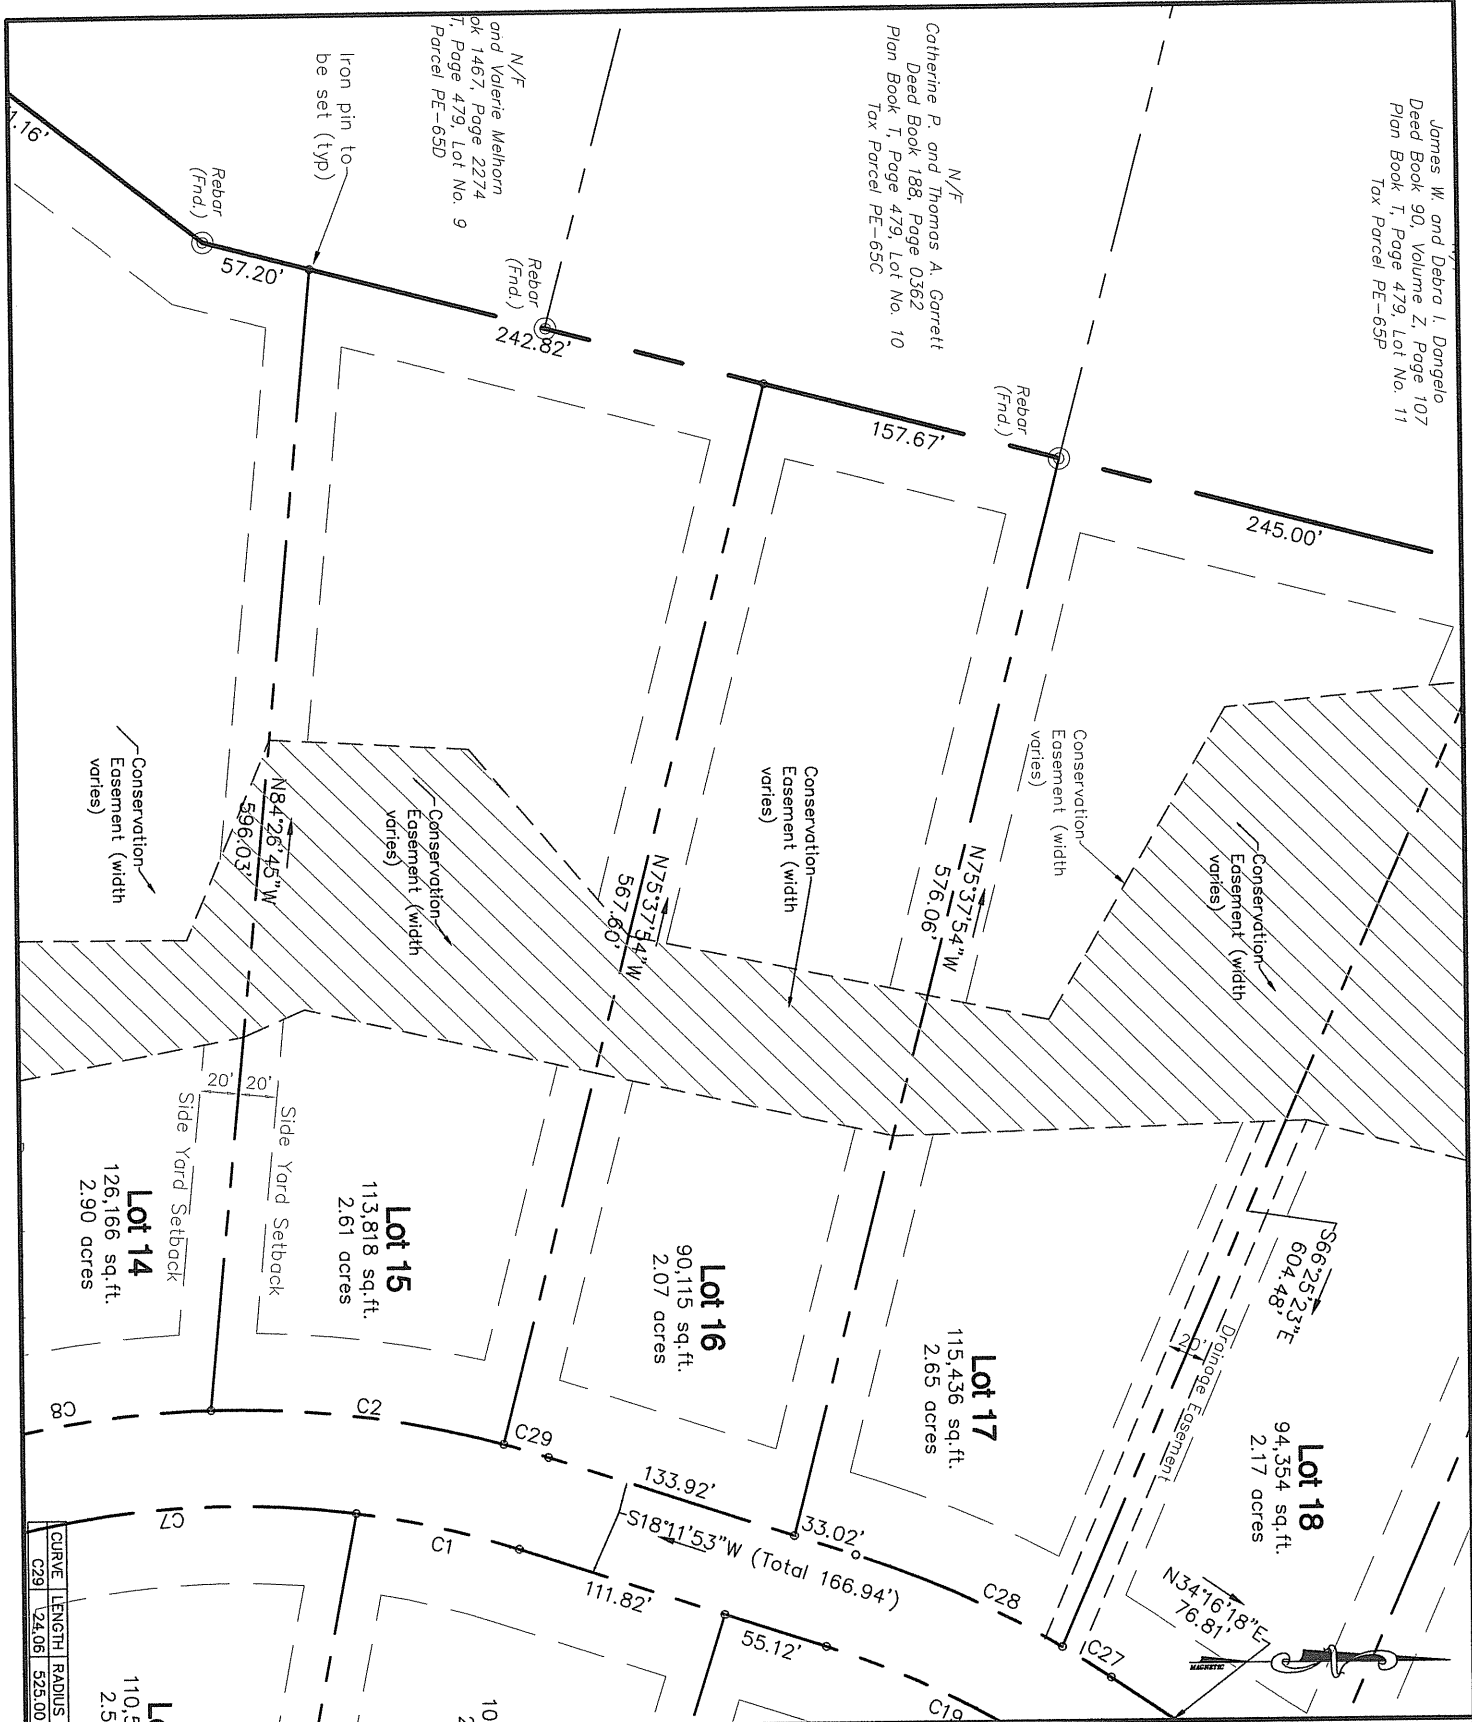 James W. and Debra I. Dangelo
Deed Book 90, Volume Z, Page 107
Plan Book T, Page 479, Lot No. 11
Tax Parcel PE-65P
N/F
Catherine P. and Thomas A. Garrett
Deed Book 188, Page 0362
Plan Book T, Page 479, Lot No. 10
Tax Parcel PE-65C
N/F
and Valerie Melhorn
ok 1467, Page 2274
T, Page 479, Lot No. 9
Parcel PE-65D
Iron pin to
be set (typ)
1.16'
Rebar
(Fnd.)
57.20'
Rebar
(Fnd.)
242.82'
157.67'
Rebar
(Fnd.)
245.00'
Conservation
Easement (width
varies)
Conservation
Easement (width
varies)
Conservation
Easement (width
varies)
Conservation
Easement (width
varies)
Conservation
Easement (width
varies)
N84°26'45"W
596.03'
N75°37'54"W
567.60'
N75°37'54"W
576.06'
S66°25'23"E
604.48'
20'
20'
Side Yard Setback
Side Yard Setback
20'
Drainage Easement
Lot 14
126,166 sq.ft.
2.90 acres
Lot 15
113,818 sq.ft.
2.61 acres
Lot 16
90,115 sq.ft.
2.07 acres
Lot 17
115,436 sq.ft.
2.65 acres
Lot 18
94,354 sq.ft.
2.17 acres
C8
C2
C29
133.92'
33.02'
S18°11'53"W (Total 166.94')
C28
C27
N34°16'18"E
76.81'
MAGNETIC
C7
C1
111.82'
55.12'
C19
CURVE LENGTH RADIUS
C29 24.06 525.00
Lo
110,5
2.5
10
2